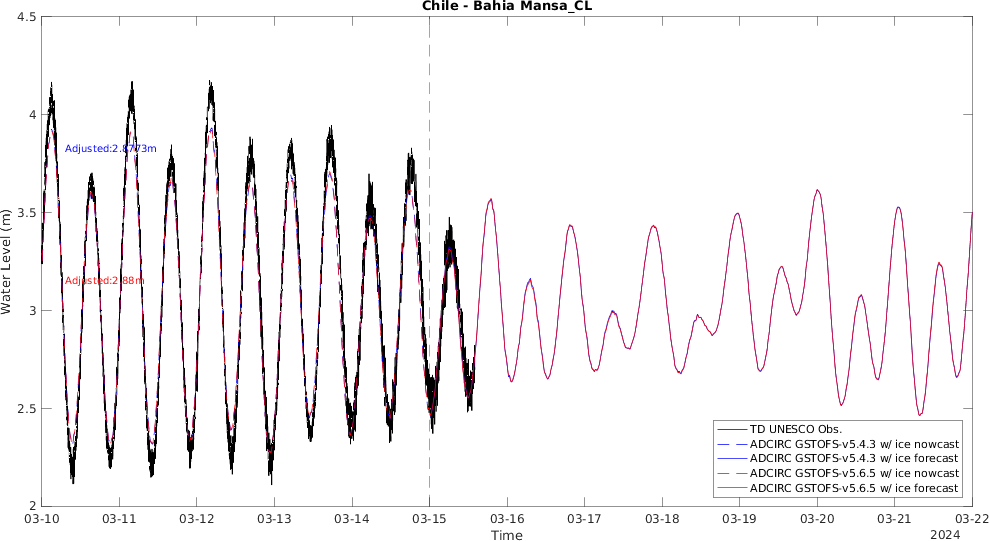 Chile - Bahia Mansa_CL
4.5
4
3.5
3
2.5
2
Water Level (m)
Adjusted:2.8773m
Adjusted:2.88m
TD UNESCO Obs.
ADCIRC GSTOFS-v5.4.3 w/ ice nowcast
ADCIRC GSTOFS-v5.4.3 w/ ice forecast
ADCIRC GSTOFS-v5.6.5 w/ ice nowcast
ADCIRC GSTOFS-v5.6.5 w/ ice forecast
03-10 03-11 03-12 03-13 03-14 03-15 03-16 03-17 03-18 03-19 03-20 03-21 03-22
Time
2024